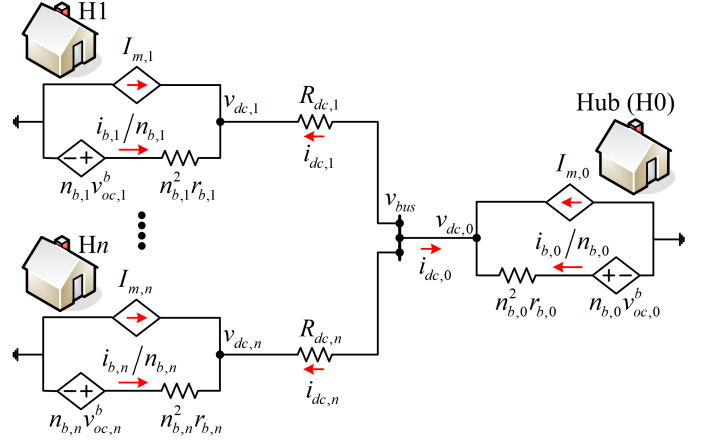 H1
I_{m,1}
v_{dc,1}
R_{dc,1}
i_{b,1}/n_{b,1}
i_{dc,1}
− +
n_{b,1}v^{b}_{oc,1}
n^{2}_{b,1}r_{b,1}
Hub (H0)
I_{m,0}
v_{bus}
v_{dc,0}
i_{b,0}/n_{b,0}
i_{dc,0}
+ −
n^{2}_{b,0}r_{b,0}
n_{b,0}v^{b}_{oc,0}
Hn
I_{m,n}
v_{dc,n}
R_{dc,n}
i_{b,n}/n_{b,n}
i_{dc,n}
− +
n_{b,n}v^{b}_{oc,n}
n^{2}_{b,n}r_{b,n}